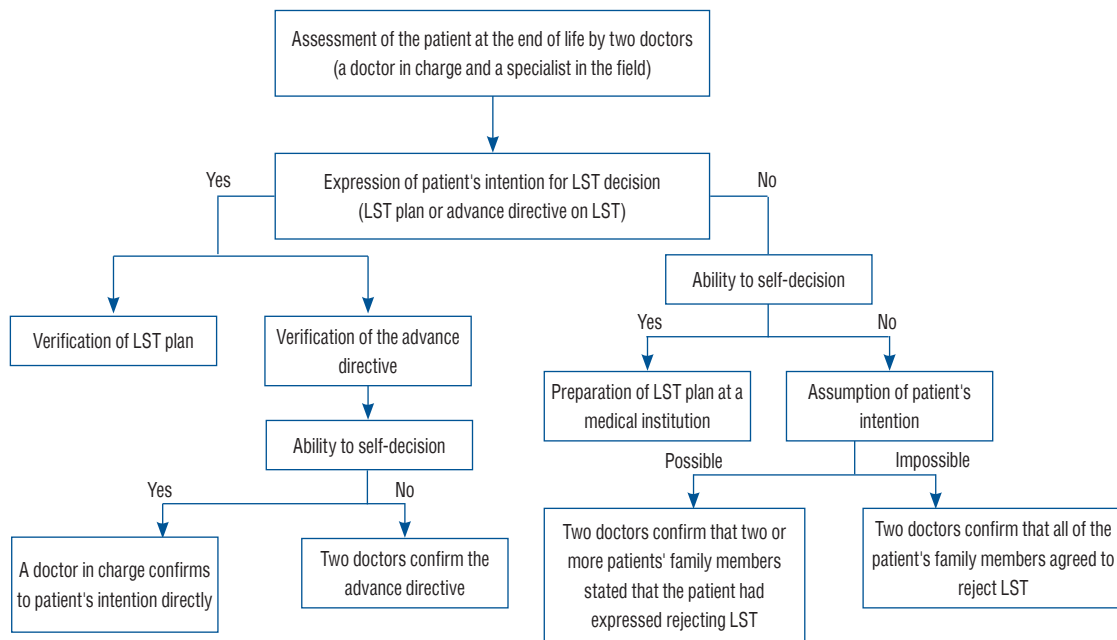 Assessment of the patient at the end of life by two doctors
(a doctor in charge and a specialist in the field)
Yes
Expression of patient's intention for LST decision
(LST plan or advance directive on LST)
No
Verification of LST plan
Verification of the advance
directive
Ability to self-decision
Yes
No
Preparation of LST plan at a
medical institution
Assumption of patient's
intention
Ability to self-decision
Yes
No
Possible
Impossible
A doctor in charge confirms
to patient's intention directly
Two doctors confirm the
advance directive
Two doctors confirm that two or
more patients' family members
stated that the patient had
expressed rejecting LST
Two doctors confirm that all of the
patient's family members agreed to
reject LST